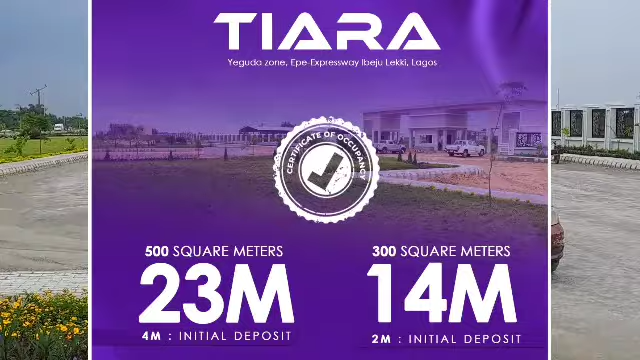 TIARA
Yeguda zone, Epe-Expressway Ibeju Lekki, Lagos
CERTIFICATE OF OCCUPANCY
500 SQUARE METERS
23M
4M : INITIAL DEPOSIT
300 SQUARE METERS
14M
2M : INITIAL DEPOSIT